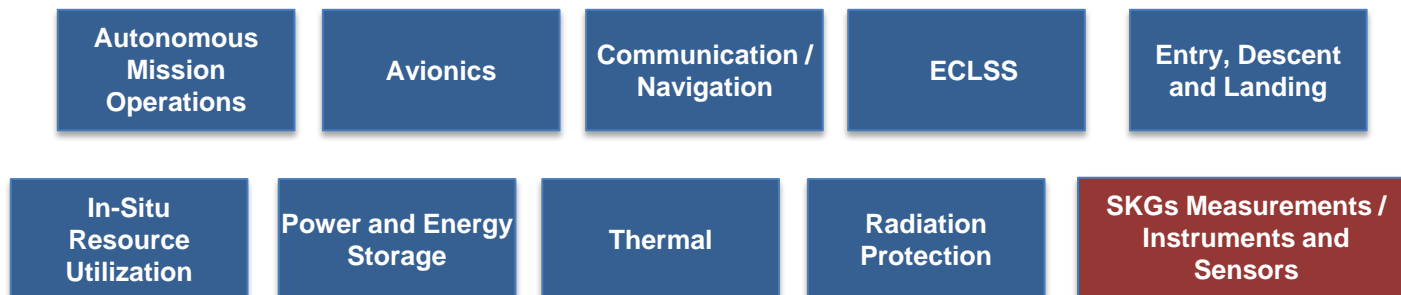 Autonomous
Mission
Operations
Avionics
Communication /
Navigation
ECLSS
Entry, Descent
and Landing
In-Situ
Resource
Utilization
Power and Energy
Storage
Thermal
Radiation
Protection
SKGs Measurements /
Instruments and
Sensors